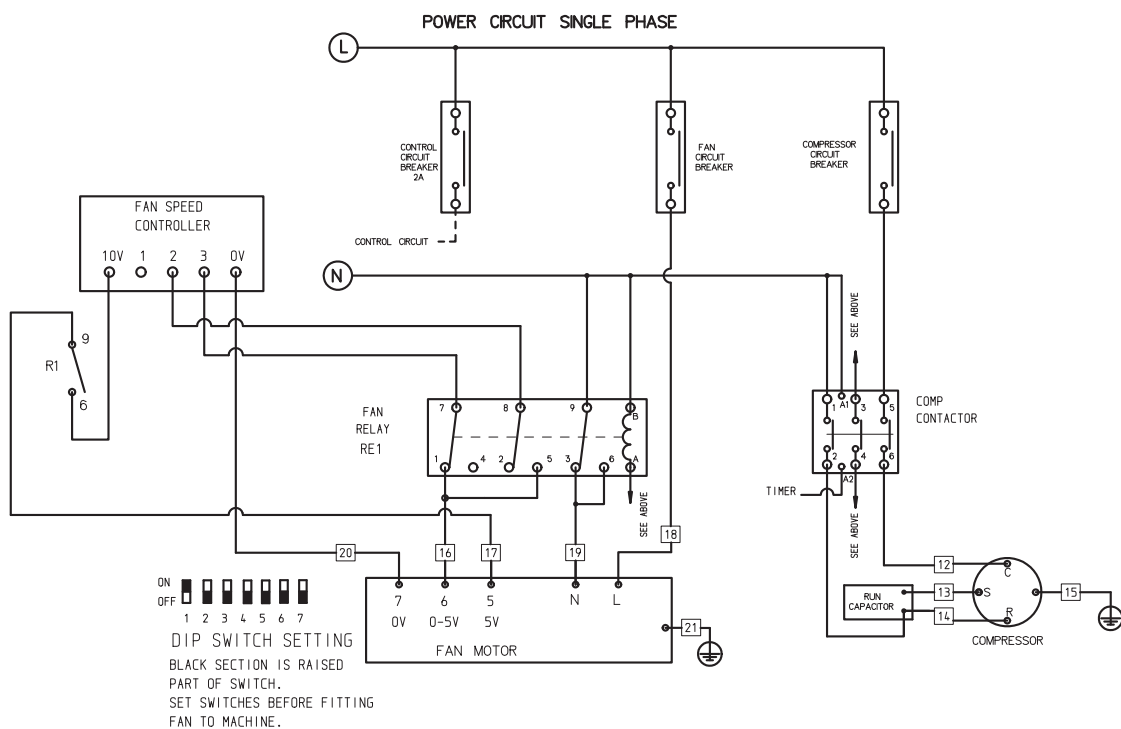 POWER CIRCUIT SINGLE PHASE
L
CONTROL
CIRCUIT
BREAKER
2A
FAN
CIRCUIT
BREAKER
COMPRESSOR
CIRCUIT
BREAKER
CONTROL CIRCUIT
FAN SPEED
CONTROLLER
10V 1 2 3 0V
N
SEE ABOVE
9
R1
6
FAN
RELAY
RE1
7 8 9 B
1 4 2 5 3 6 A
SEE ABOVE
1 A1 3 5
2 A2 4 6
COMP
CONTACTOR
TIMER
SEE ABOVE
20 16 17 19 18
7 6 5 N L
0V 0-5V 5V
FAN MOTOR
21
12
13
14
15
RUN
CAPACITOR
C
S
R
COMPRESSOR
ON
OFF
1 2 3 4 5 6 7
DIP SWITCH SETTING
BLACK SECTION IS RAISED
PART OF SWITCH.
SET SWITCHES BEFORE FITTING
FAN TO MACHINE.